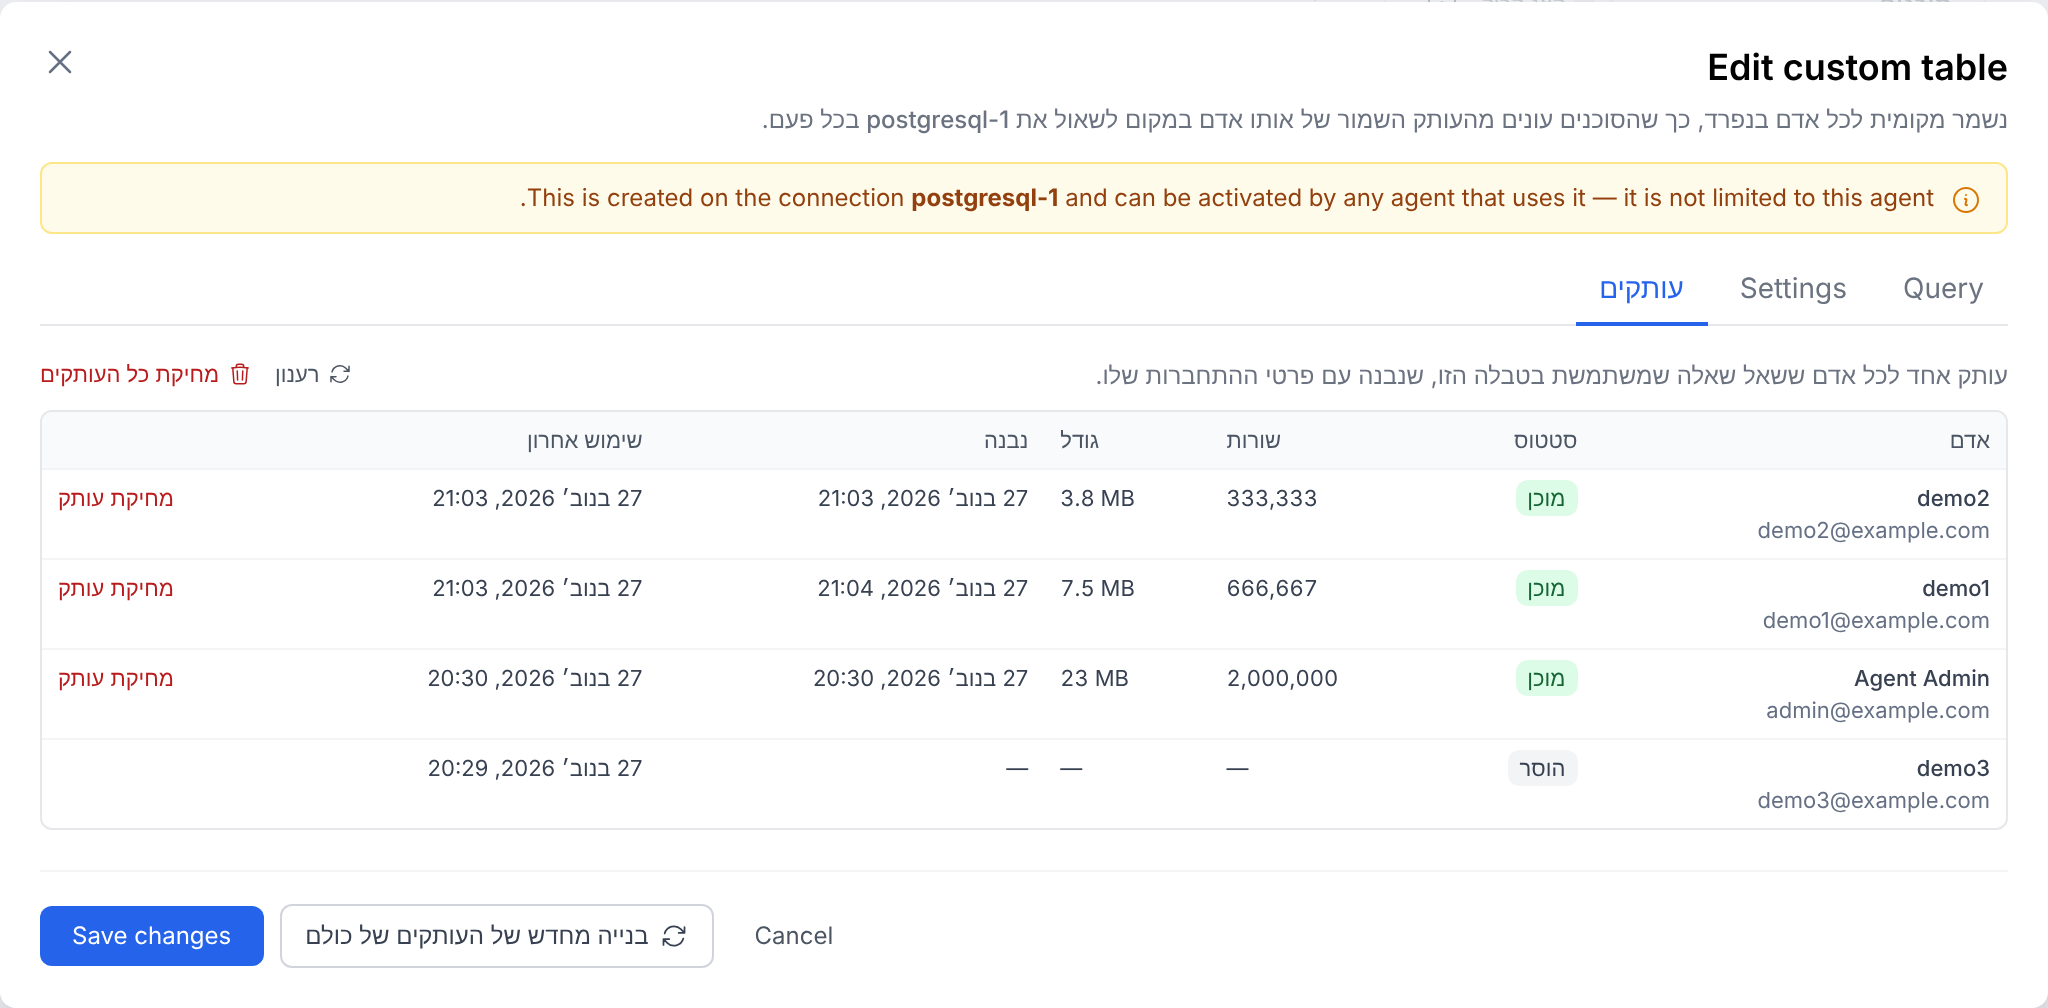 Edit custom table
נשמר מקומית לכל אדם בנפרד, כך שהסוכנים עונים מהעותק השמור של אותו אדם במקום לשאול את postgresql-1 בכל פעם.
This is created on the connection postgresql-1 and can be activated by any agent that uses it — it is not limited to this agent.
Query Settings עותקים
עותק אחד לכל אדם ששאל שאלה שמשתמשת בטבלה הזו, שנבנה עם פרטי ההתחברות שלו. רענון מחיקת כל העותקים
אדם סטטוס שורות גודל נבנה שימוש אחרון
demo2 מוכן 333,333 3.8 MB 27 בנוב׳ 2026, 21:03 27 בנוב׳ 2026, 21:03 מחיקת עותק
demo2@example.com
demo1 מוכן 666,667 7.5 MB 27 בנוב׳ 2026, 21:04 27 בנוב׳ 2026, 21:03 מחיקת עותק
demo1@example.com
Agent Admin מוכן 2,000,000 23 MB 27 בנוב׳ 2026, 20:30 27 בנוב׳ 2026, 20:30 מחיקת עותק
admin@example.com
demo3 הוסר — — — 27 בנוב׳ 2026, 20:29
demo3@example.com
Cancel בנייה מחדש של העותקים של כולם Save changes